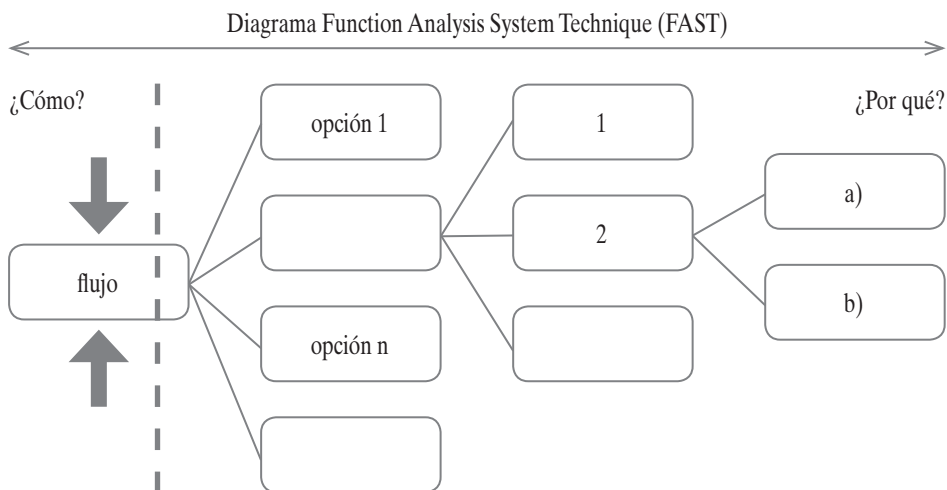 Diagrama Function Analysis System Technique (FAST)
¿Cómo?
¿Por qué?
opción 1
1
a)
2
flujo
b)
opción n